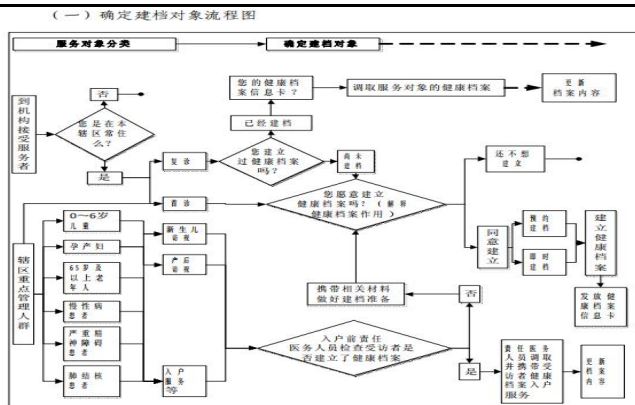 （一）确定建档对象流程图
服务对象分类
确定建档对象
到机构接受服务者
否
您是在本
辖区常住
么？
是
复诊
首诊
您的健康档
案信息卡？
已经建档
您建立
过健康档案
吗？
尚未
建档
调取服务对象的健康档案
更新
档案内容
您愿意建立
健康档案吗？（解释
健康档案作用）
还不想
建立
同意建立
预约
建档
即时
建档
建立健康档案
发放健
康档案
信息卡
辖区重点管理人群
0～6岁
儿童
孕产妇
65岁及
以上老
年人
慢性病
患者
严重精
神障碍
患者
肺结核
患者
新生儿
访视
产后
访视
入户
服务
等
携带相关材料
做好建档准备
入户前责任
医务人员检查受访者是
否建立了健康档案
否
是
责任医务
人员调取
并携带受
访者健康
档案入户
服务
更新
档案
内容